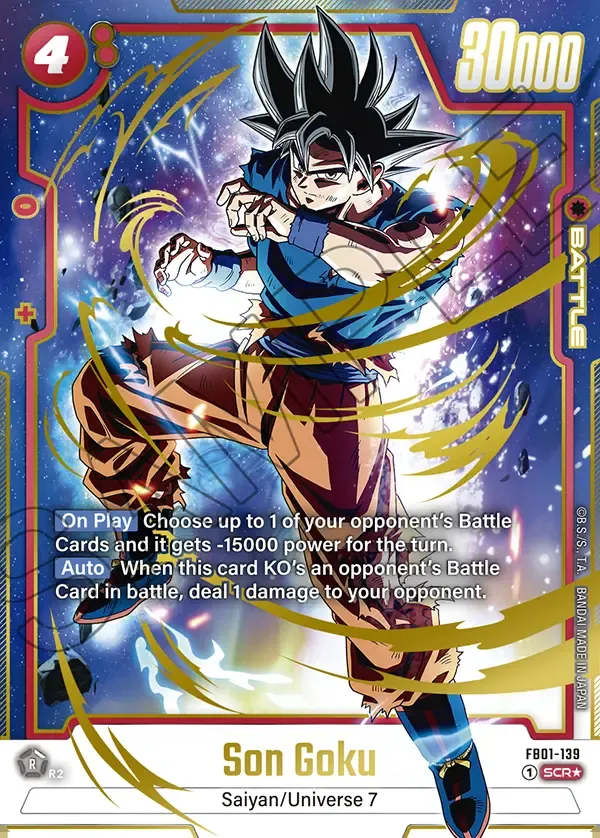 4
30000
0
+
BATTLE
SAMPLE
On Play Choose up to 1 of your opponent's Battle
Cards and it gets -15000 power for the turn.
Auto When this card KO's an opponent's Battle
Card in battle, deal 1 damage to your opponent.
©B.S./S., T.A. BANDAI MADE IN JAPAN
Son Goku
FB01-139
R
R2
1 SCR★
Saiyan/Universe 7